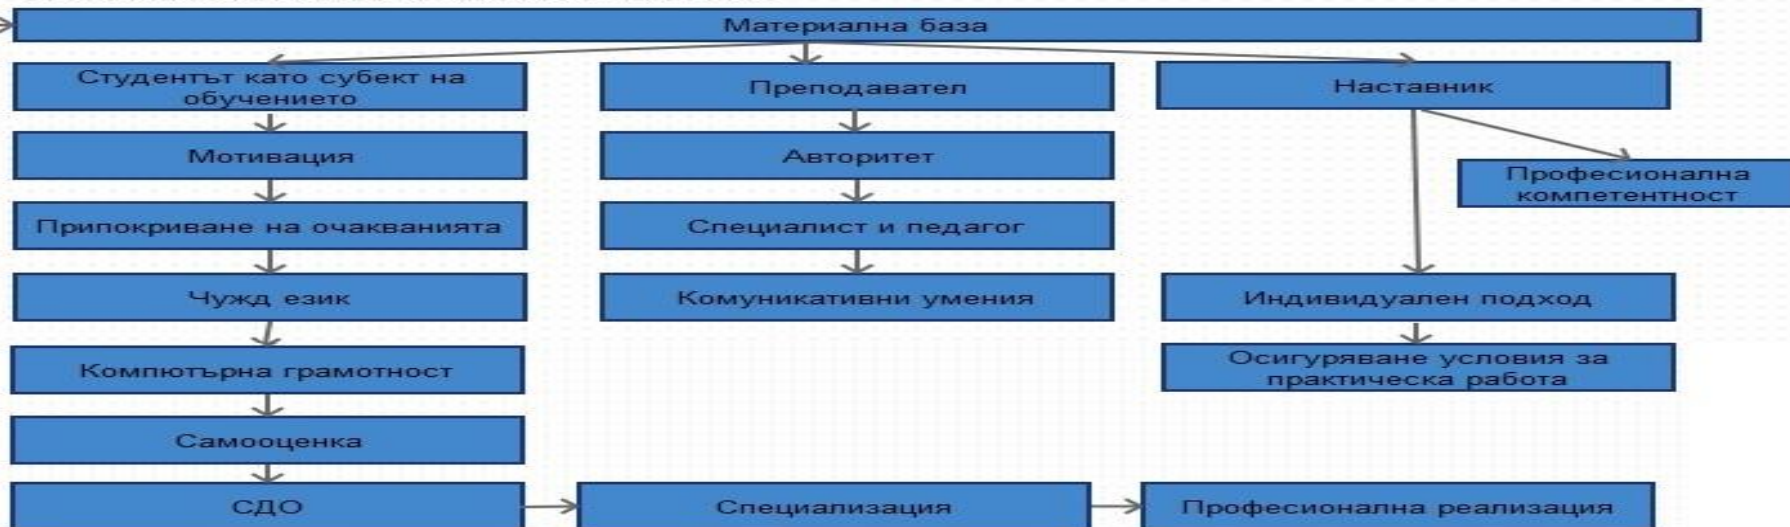 Материална база
Студентът като субект на
обучението
Преподавател
Наставник
Мотивация
Авторитет
Професионална
компетентност
Припокриване на очакванията
Специалист и педагог
Чужд език
Комуникативни умения
Индивидуален подход
Компютърна грамотност
Осигуряване условия за
практическа работа
Самооценка
СДО
Специализация
Професионална реализация